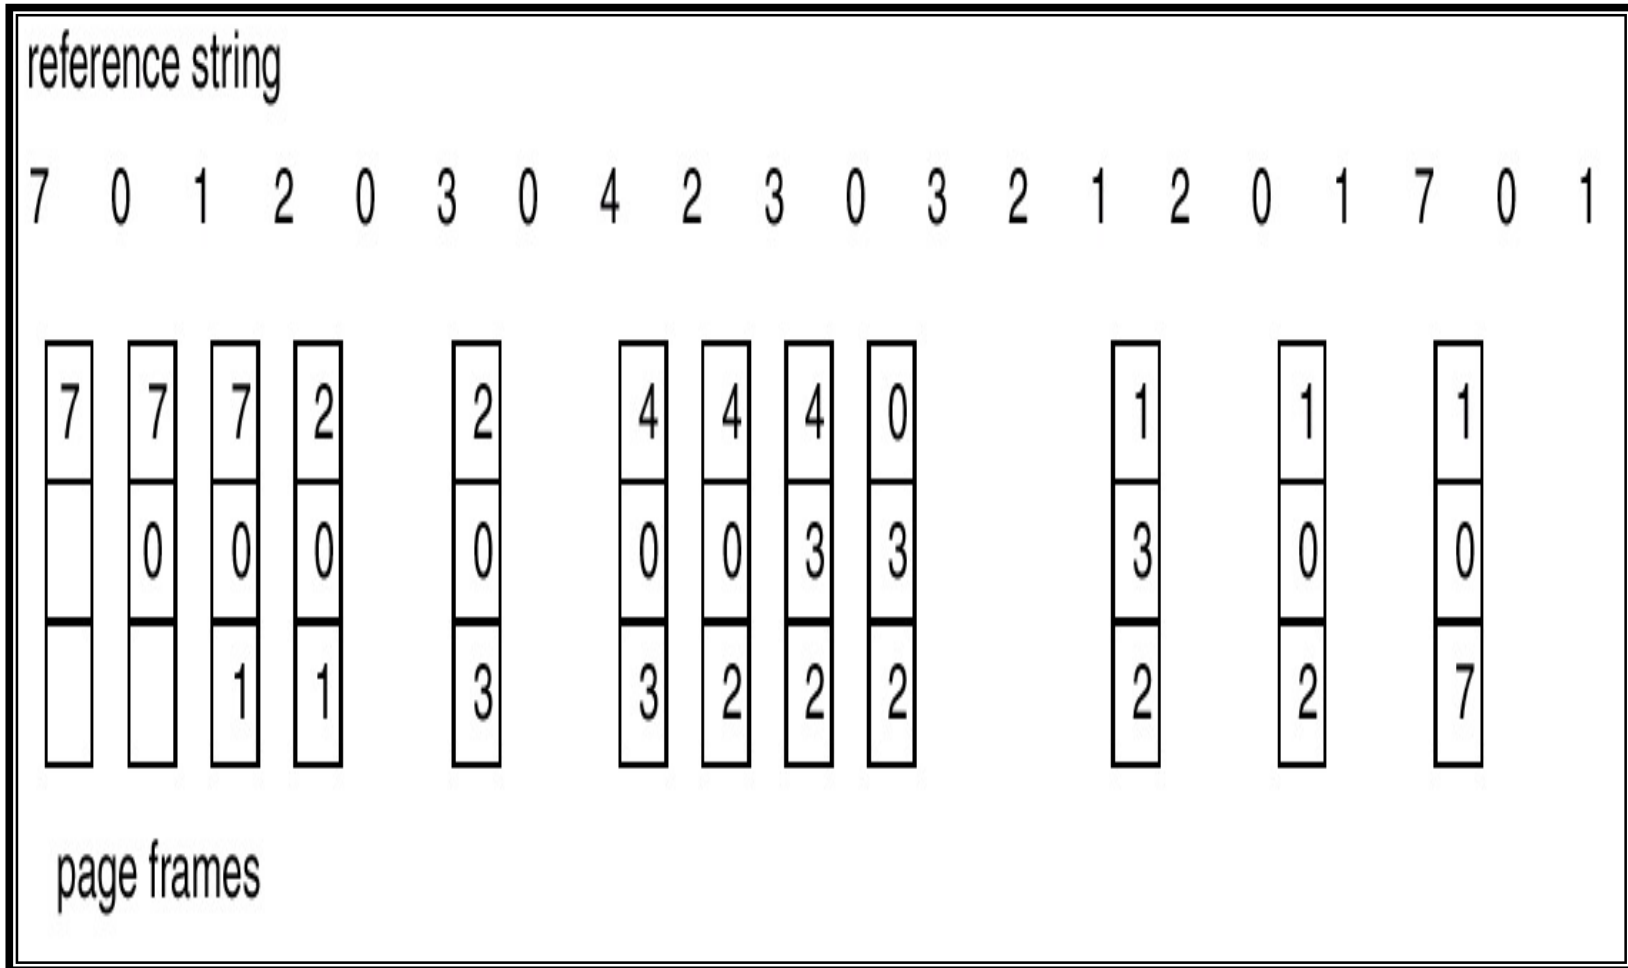 reference string
7 0 1 2 0 3 0 4 2 3 0 3 2 1 2 0 1 7 0 1
7 7 7 2 2 4 4 4 0 1 1 1
0 0 0 0 0 0 3 3 3 0 0
1 1 3 3 2 2 2 2 2 7
page frames